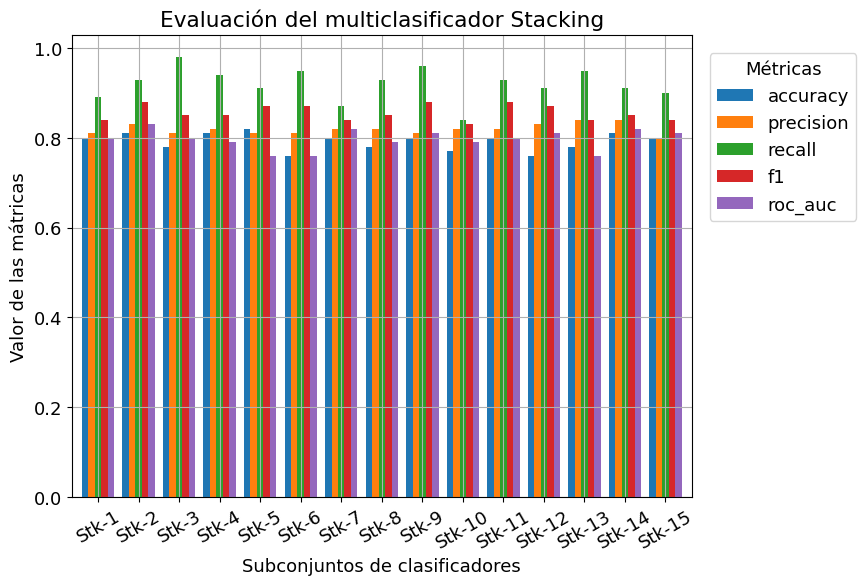 Evaluación del multiclasificador Stacking
1.0
0.8
0.6
0.4
0.2
0.0
Valor de las mátricas
Stk-1
Stk-2
Stk-3
Stk-4
Stk-5
Stk-6
Stk-7
Stk-8
Stk-9
Stk-10
Stk-11
Stk-12
Stk-13
Stk-14
Stk-15
Subconjuntos de clasificadores
Métricas
accuracy
precision
recall
f1
roc_auc